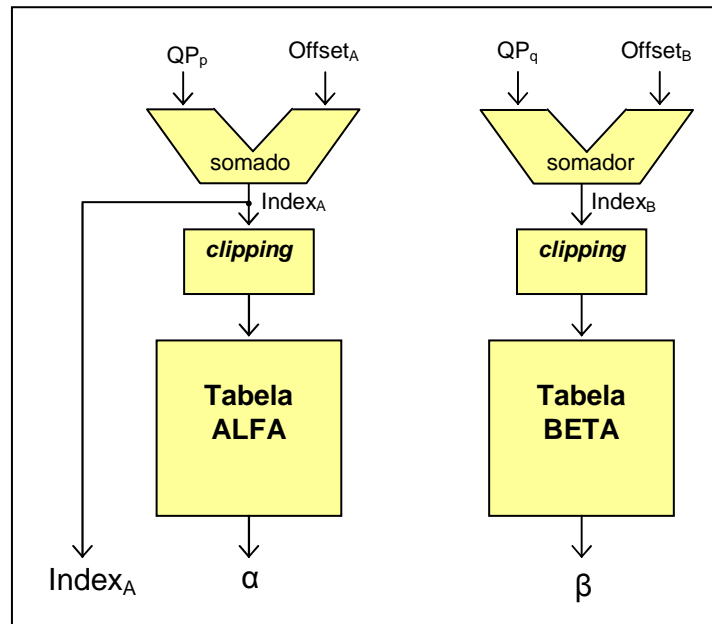 QPp OffsetA QPq OffsetB
somado somador
IndexA IndexB
clipping clipping
Tabela Tabela
ALFA BETA
IndexA α β